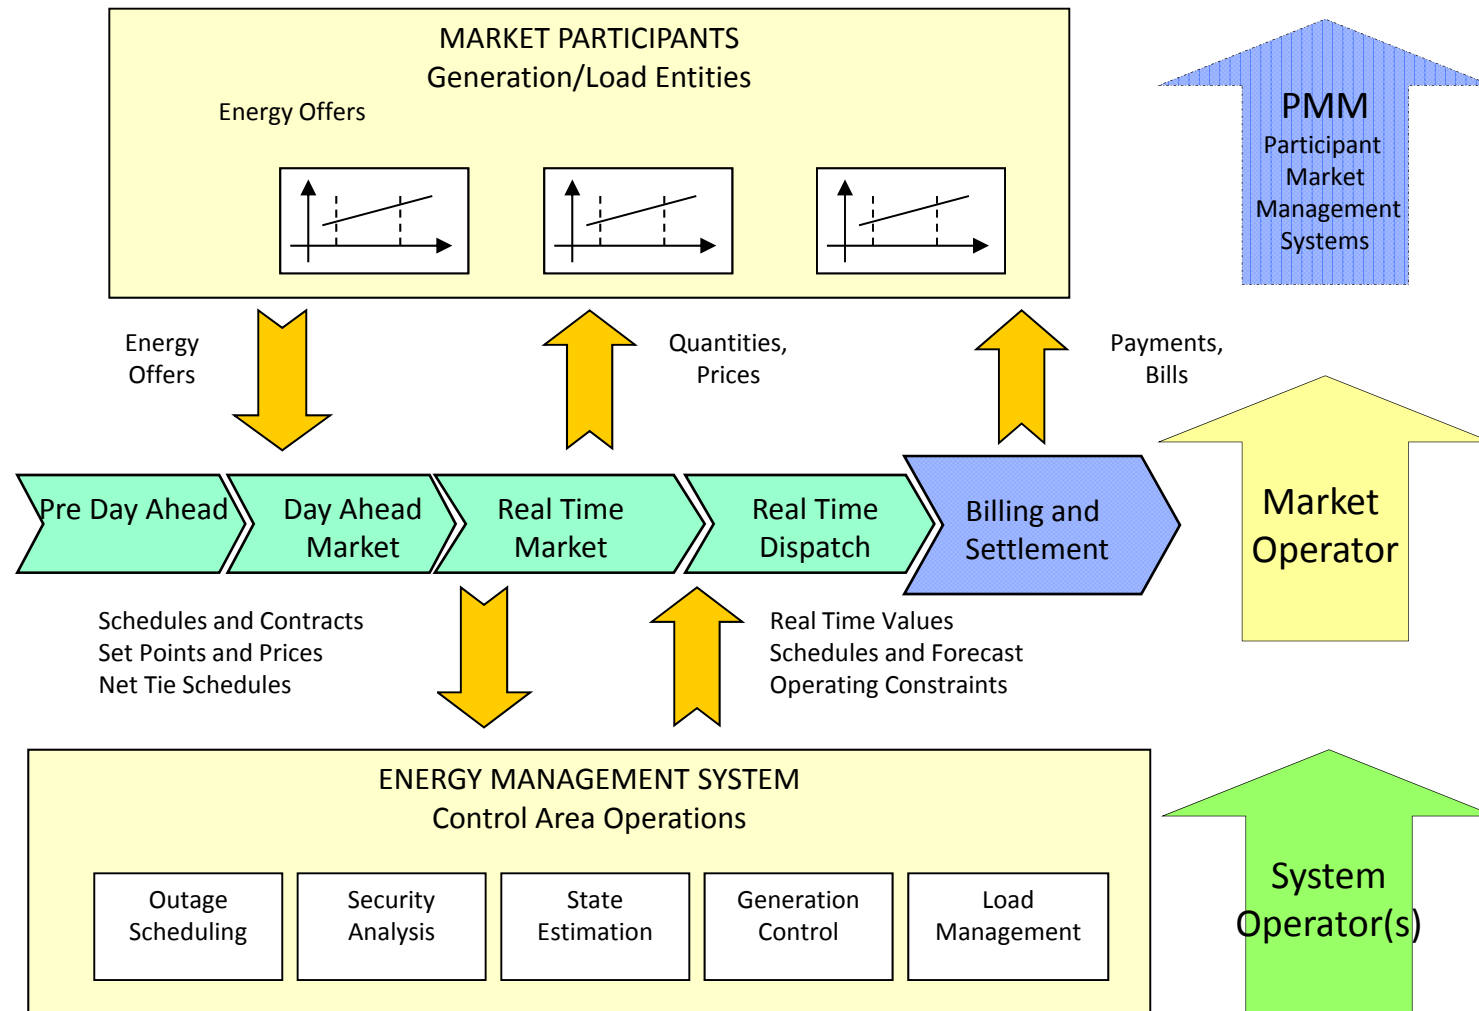 MARKET PARTICIPANTS
Generation/Load Entities
Energy Offers
PMM
Participant
Market
Management
Systems
Energy
Offers
Quantities,
Prices
Payments,
Bills
Pre Day Ahead
Day Ahead
Market
Real Time
Market
Real Time
Dispatch
Billing and
Settlement
Market
Operator
Schedules and Contracts
Set Points and Prices
Net Tie Schedules
Real Time Values
Schedules and Forecast
Operating Constraints
ENERGY MANAGEMENT SYSTEM
Control Area Operations
Outage
Scheduling
Security
Analysis
State
Estimation
Generation
Control
Load
Management
System
Operator(s)